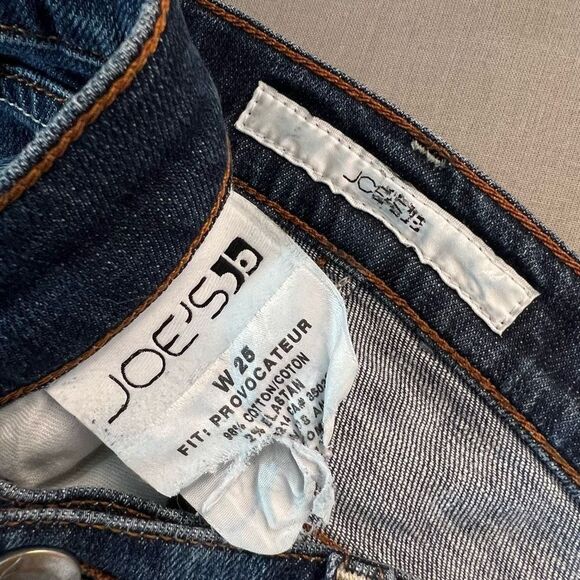 JOE'S
JOE'S
W 25
FIT: PROVOCATEUR
98% COTTON/COTON
2% ELASTAN